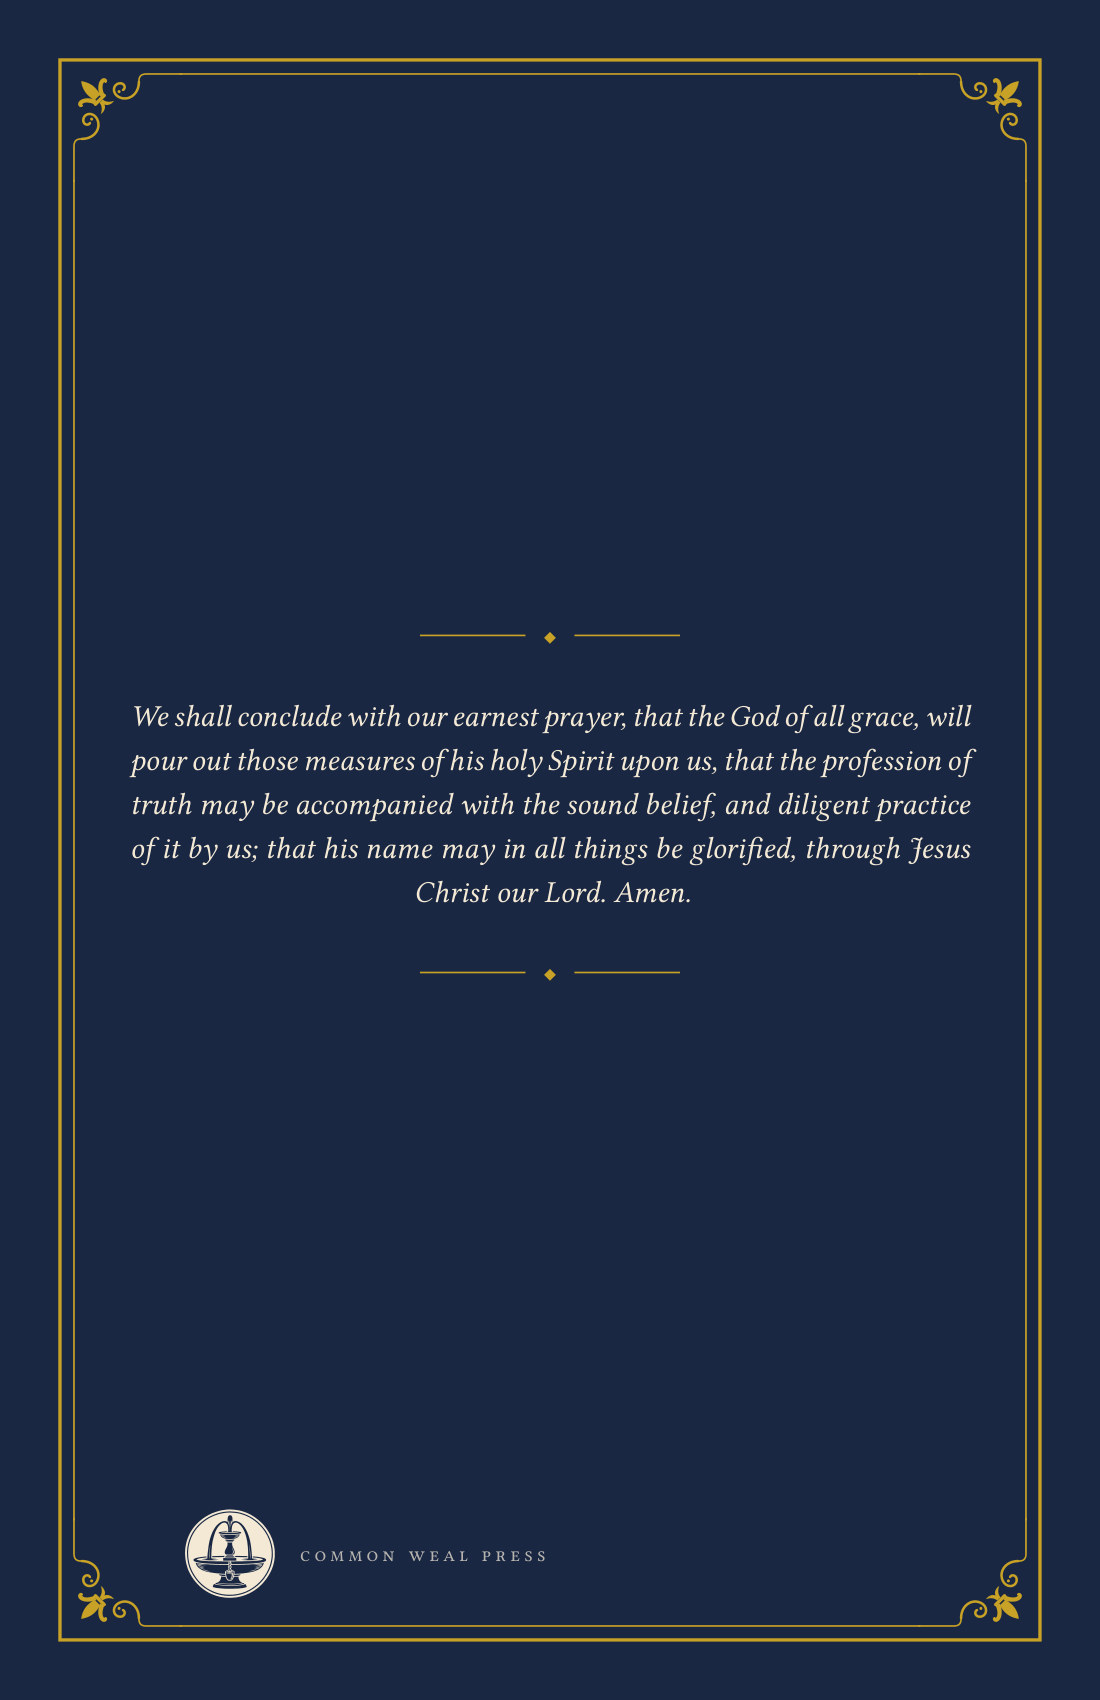 We shall conclude with our earnest prayer, that the God of all grace, will
pour out those measures of his holy Spirit upon us, that the profession of
truth may be accompanied with the sound belief, and diligent practice
of it by us; that his name may in all things be glorified, through Jesus
Christ our Lord. Amen.
COMMON WEAL PRESS